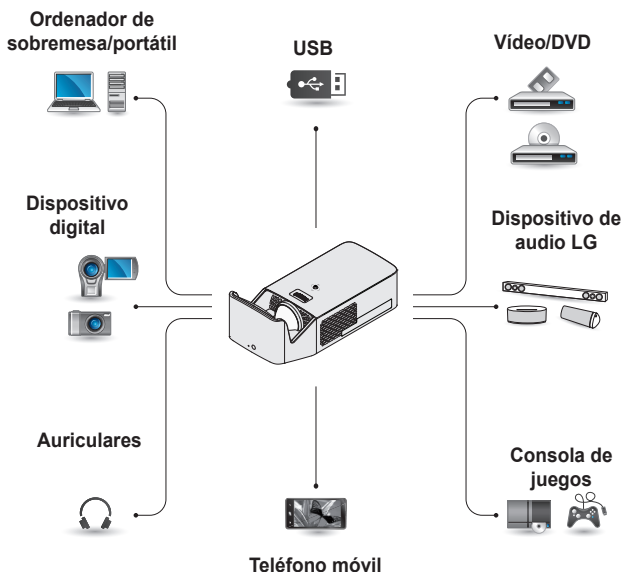 Ordenador de
sobremesa/portátil
USB
Vídeo/DVD
Dispositivo
digital
Dispositivo de
audio LG
Auriculares
Consola de
juegos
Teléfono móvil